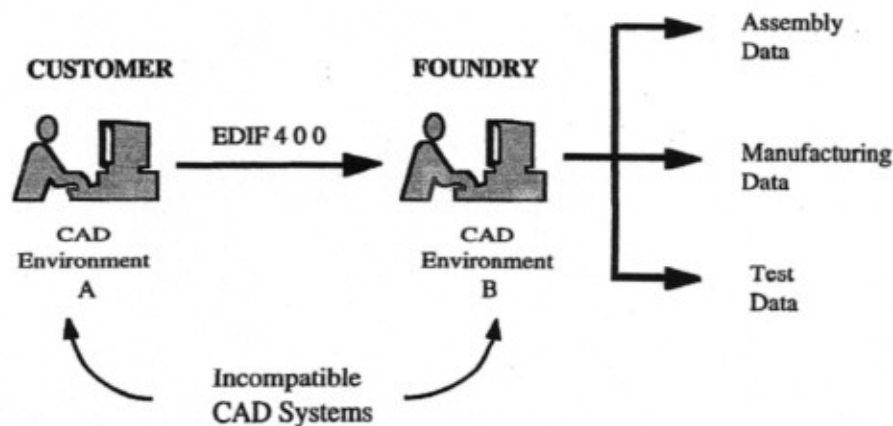 CUSTOMER
EDIF 4 0 0
FOUNDRY
CAD
Environment
A
CAD
Environment
B
Assembly
Data
Manufacturing
Data
Test
Data
Incompatible
CAD Systems